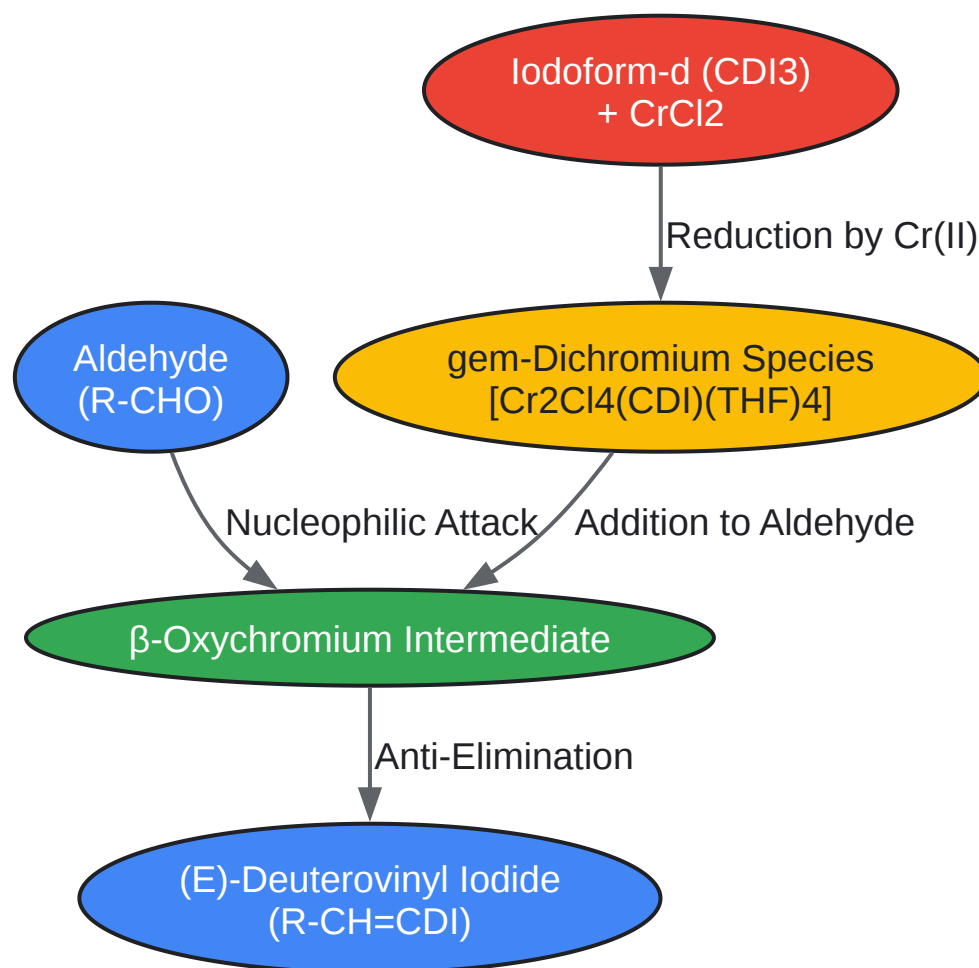 Iodoform-d (CDI3)
+ CrCl2
Reduction by Cr(II)
Aldehyde
(R-CHO)
gem-Dichromium Species
[Cr2Cl4(CDI)(THF)4]
Nucleophilic Attack
Addition to Aldehyde
β-Oxychromium Intermediate
Anti-Elimination
(E)-Deuterovinyl Iodide
(R-CH=CDI)